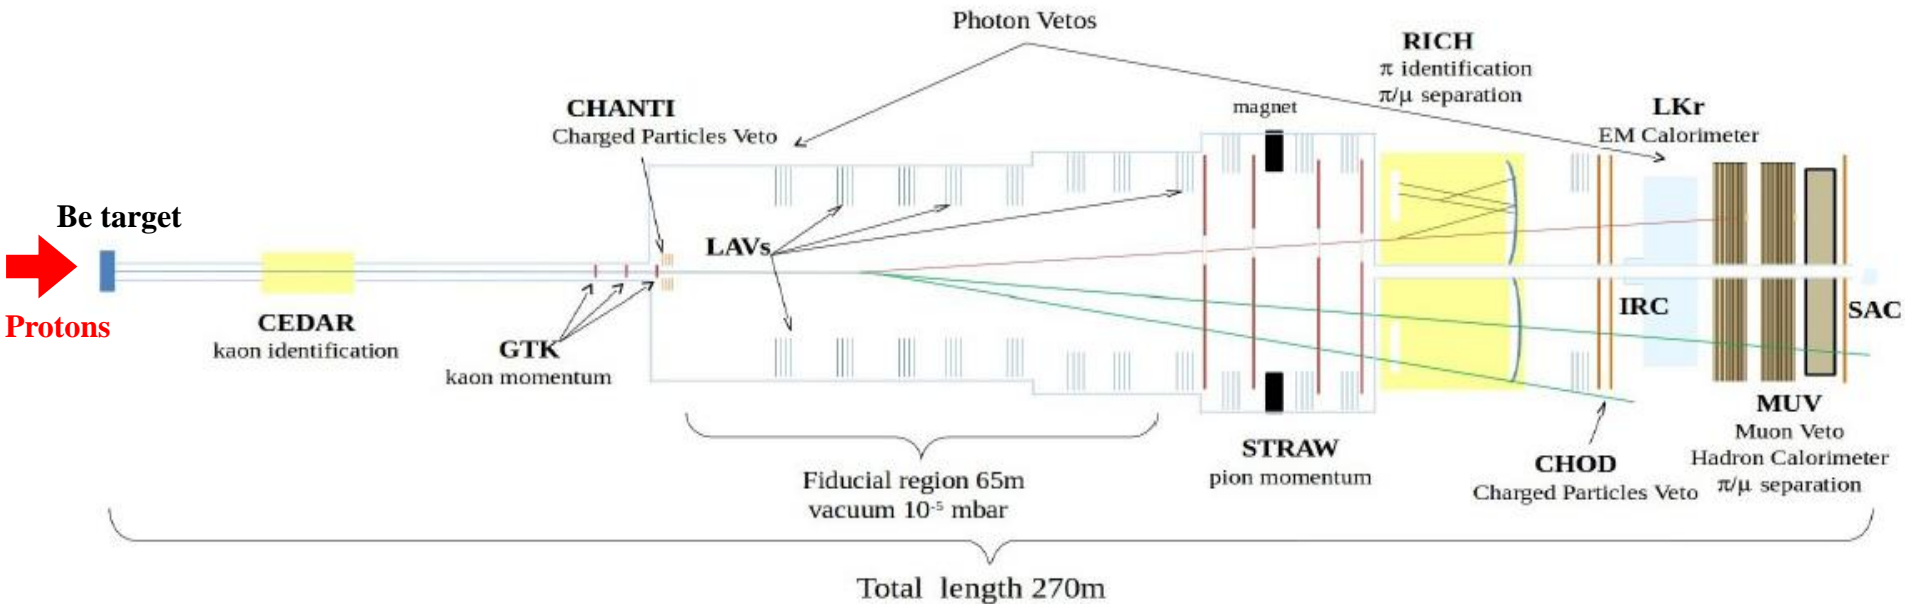 Photon Vetos
RICH
π identification
π/μ separation
CHANTI
Charged Particles Veto
magnet
LKr
EM Calorimeter
Be target
LAVs
Protons
CEDAR
kaon identification
GTK
kaon momentum
IRC
SAC
STRAW
pion momentum
CHOD
Charged Particles Veto
MUV
Muon Veto
Hadron Calorimeter
π/μ separation
Fiducial region 65m
vacuum 10⁻⁵ mbar
Total length 270m